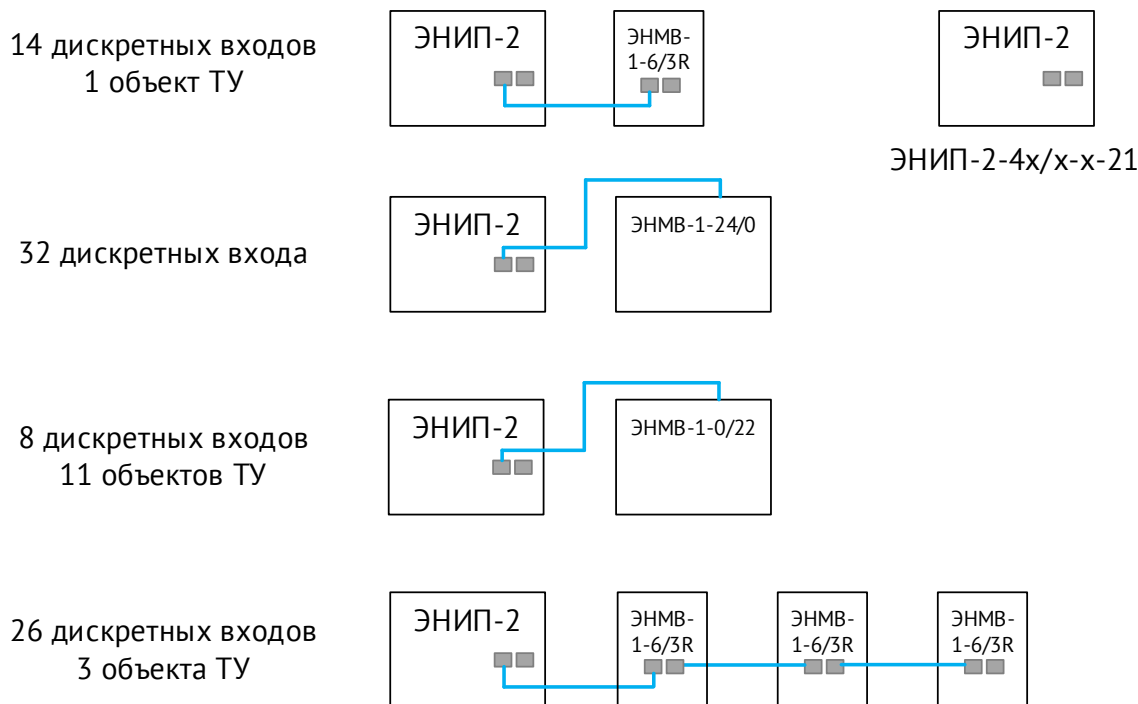 14 дискретных входов
1 объект ТУ
ЭНИП-2
ЭНМВ-
1-6/3R
ЭНИП-2
ЭНИП-2-4x/x-x-21
32 дискретных входа
ЭНИП-2
ЭНМВ-1-24/0
8 дискретных входов
11 объектов ТУ
ЭНИП-2
ЭНМВ-1-0/22
26 дискретных входов
3 объекта ТУ
ЭНИП-2
ЭНМВ-
1-6/3R
ЭНМВ-
1-6/3R
ЭНМВ-
1-6/3R